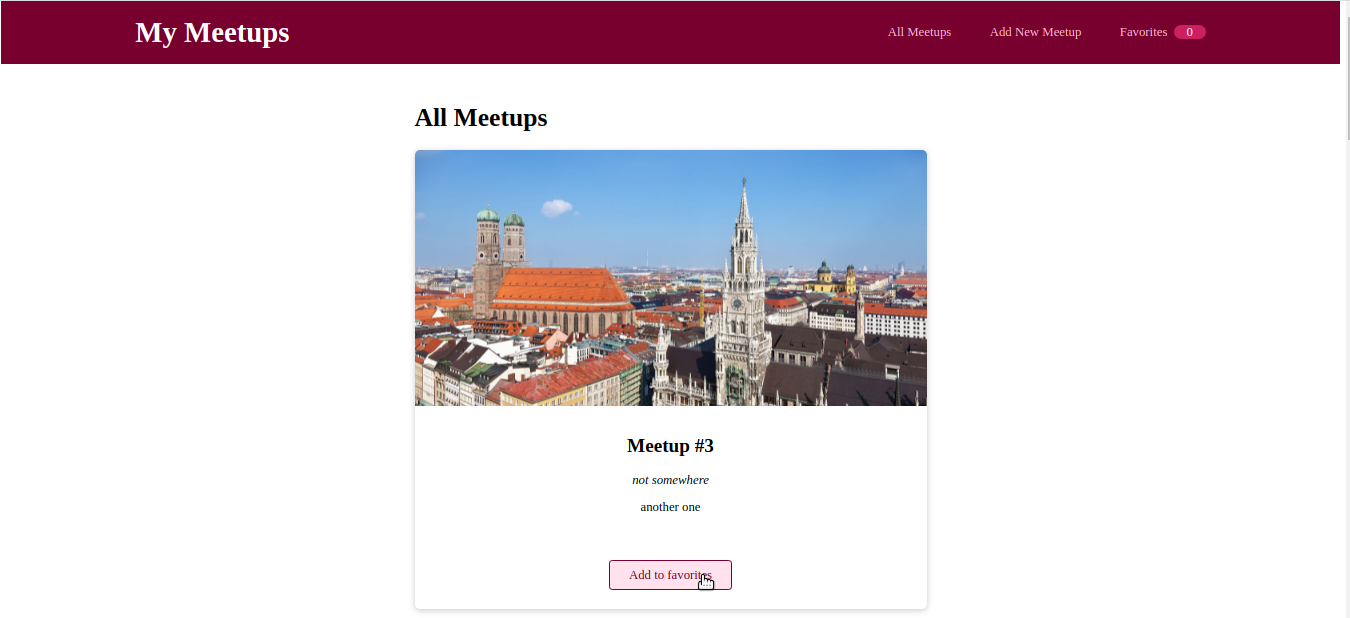 My Meetups
All Meetups
Add New Meetup
Favorites 0
All Meetups
Meetup #3
not somewhere
another one
Add to favorites